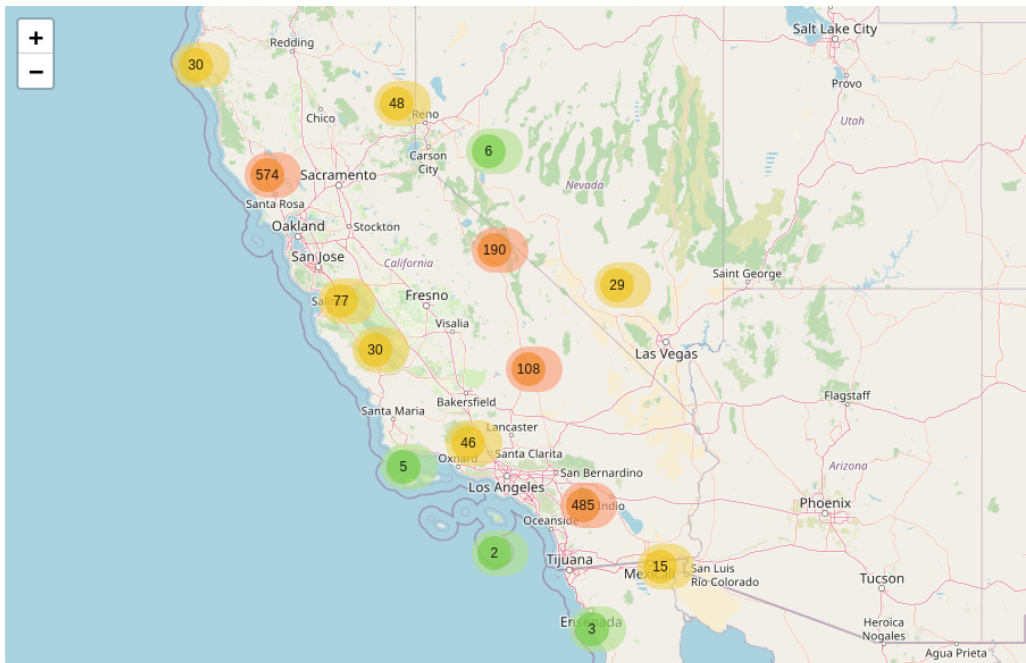 +
−
Redding
Salt Lake City
30
Provo
48
Reno
Chico
Utah
Carson
City
6
574
Sacramento
Nevada
Santa Rosa
Oakland
Stockton
190
San Jose
California
Saint George
29
Fresno
77
Visalia
30
Las Vegas
108
Bakersfield
Flagstaff
Santa Maria
Lancaster
46
Santa Clarita
5
Arizona
San Bernardino
Los Angeles
485
Indio
Phoenix
Oceanside
2
Tijuana
15
San Luis
Río Colorado
Mexicali
Tucson
Ensenada
3
Heroica
Nogales
Agua Prieta